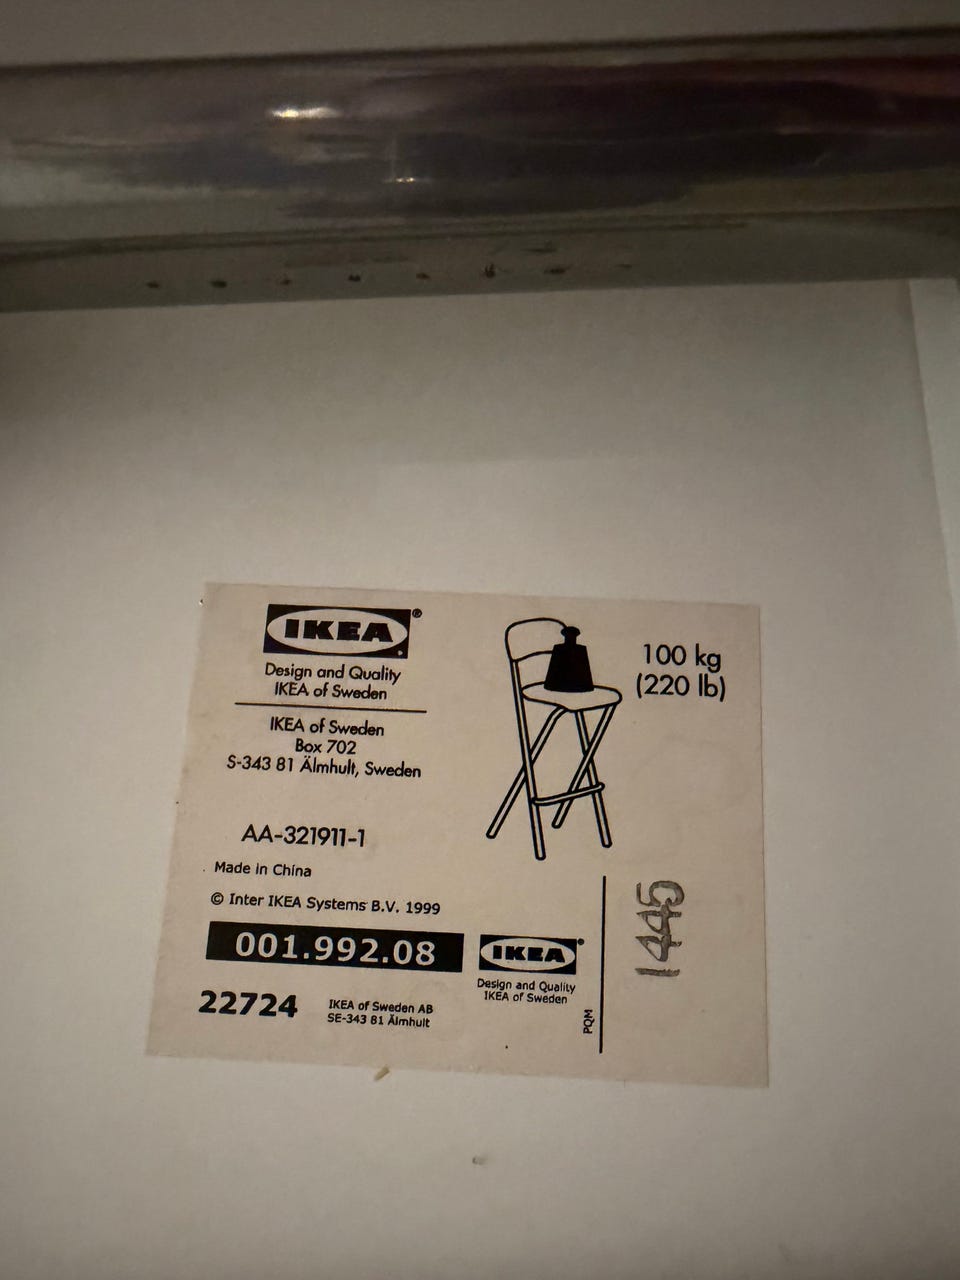 IKEA®
Design and Quality
IKEA of Sweden
IKEA of Sweden
Box 702
S-343 81 Älmhult, Sweden
100 kg
(220 lb)
AA-321911-1
Made in China
© Inter IKEA Systems B.V. 1999
001.992.08
22724
IKEA of Sweden AB
SE-343 81 Älmhult
IKEA®
Design and Quality
IKEA of Sweden
PQM
1445